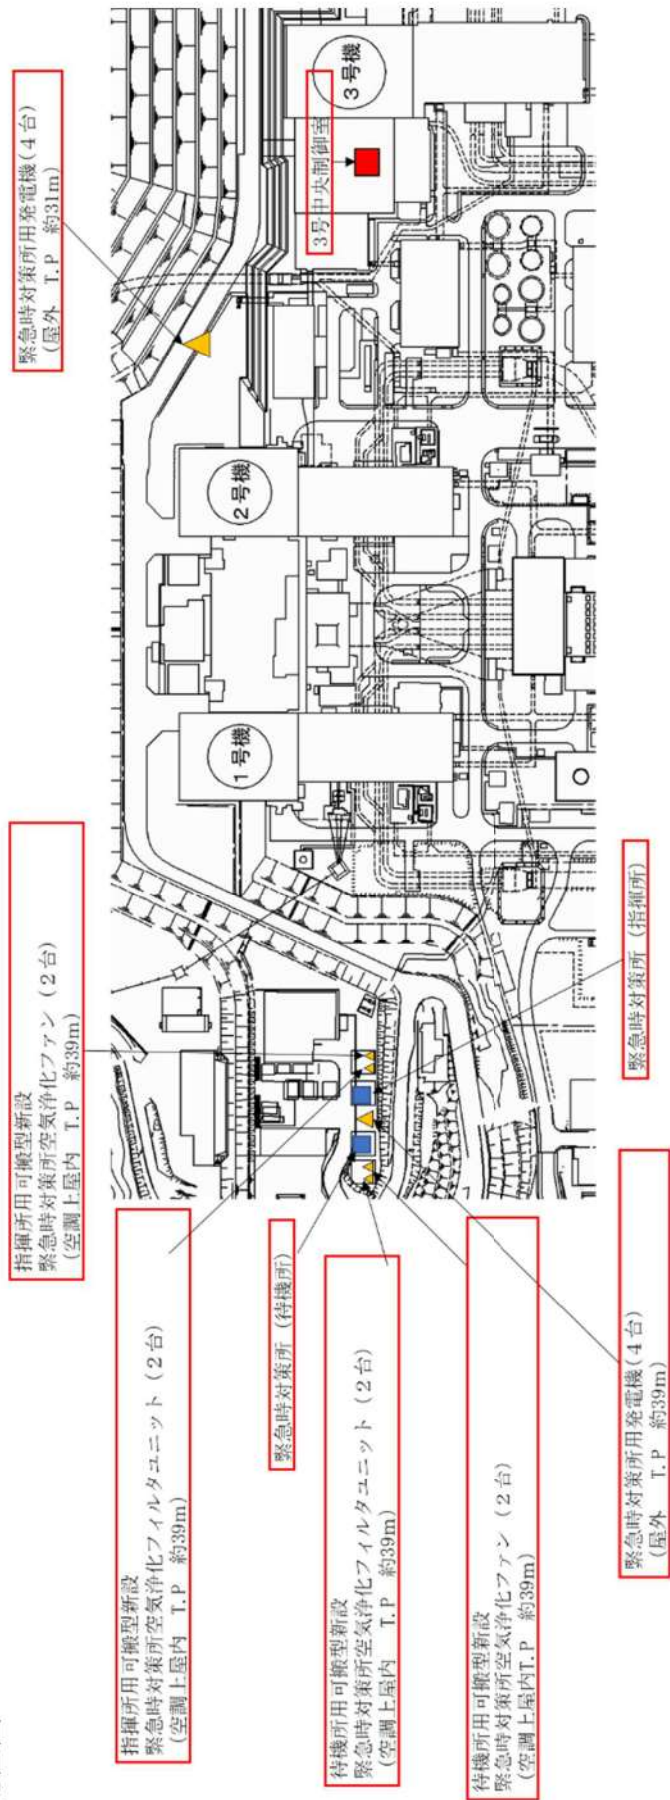 緊急時対策所用発電機(4台)
(屋外 T.P 約31m)
3号中央制御室
3号機
2号機
1号機
指揮所用可搬型新設
緊急時対策所空気浄化ファン(2台)
(空調上屋内 T.P 約39m)
指揮所用可搬型新設
緊急時対策所空気浄化フィルタユニット(2台)
(空調上屋内 T.P 約39m)
緊急時対策所(待機所)
待機所用可搬型新設
緊急時対策所空気浄化フィルタユニット(2台)
(空調上屋内 T.P 約39m)
待機所用可搬型新設
緊急時対策所空気浄化ファン(2台)
(空調上屋内T.P 約39m)
緊急時対策所用発電機(4台)
(屋外 T.P 約39m)
緊急時対策所(指揮所)